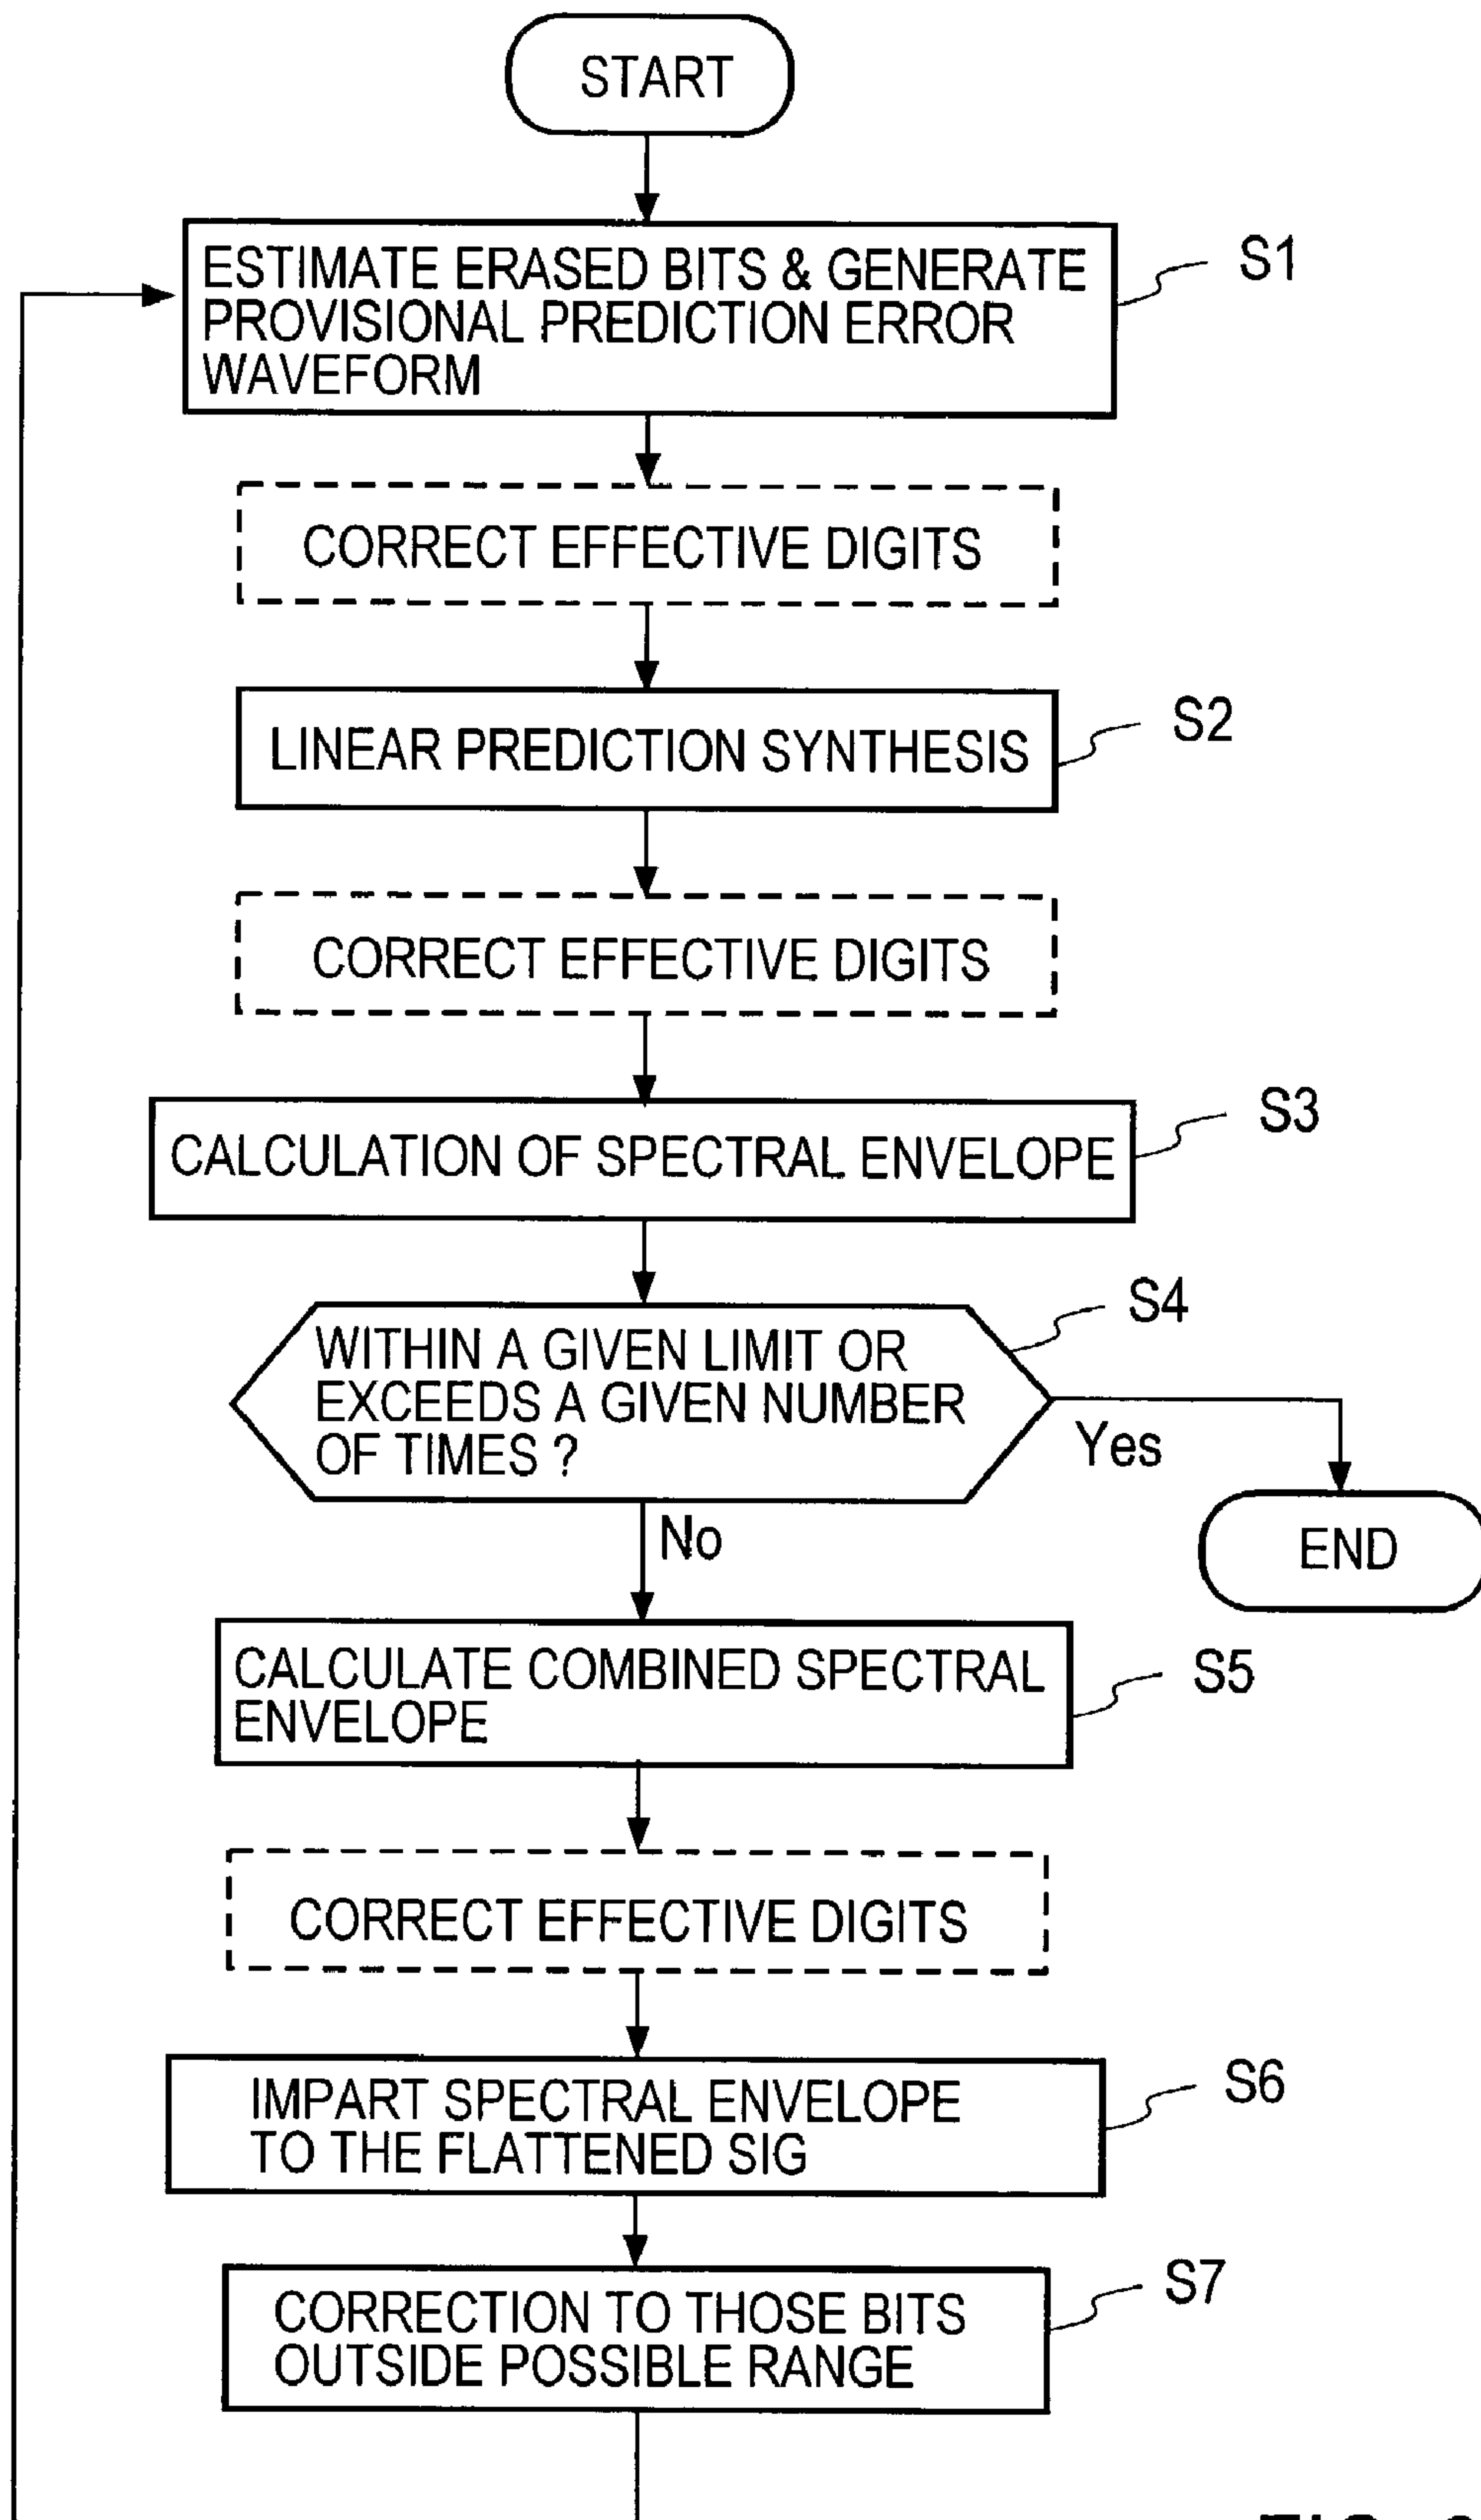 START
ESTIMATE ERASED BITS & GENERATE
PROVISIONAL PREDICTION ERROR
WAVEFORM
S1
CORRECT EFFECTIVE DIGITS
LINEAR PREDICTION SYNTHESIS
S2
CORRECT EFFECTIVE DIGITS
CALCULATION OF SPECTRAL ENVELOPE
S3
WITHIN A GIVEN LIMIT OR
EXCEEDS A GIVEN NUMBER
OF TIMES ?
S4
Yes
No
END
CALCULATE COMBINED SPECTRAL
ENVELOPE
S5
CORRECT EFFECTIVE DIGITS
IMPART SPECTRAL ENVELOPE
TO THE FLATTENED SIG
S6
CORRECTION TO THOSE BITS
OUTSIDE POSSIBLE RANGE
S7